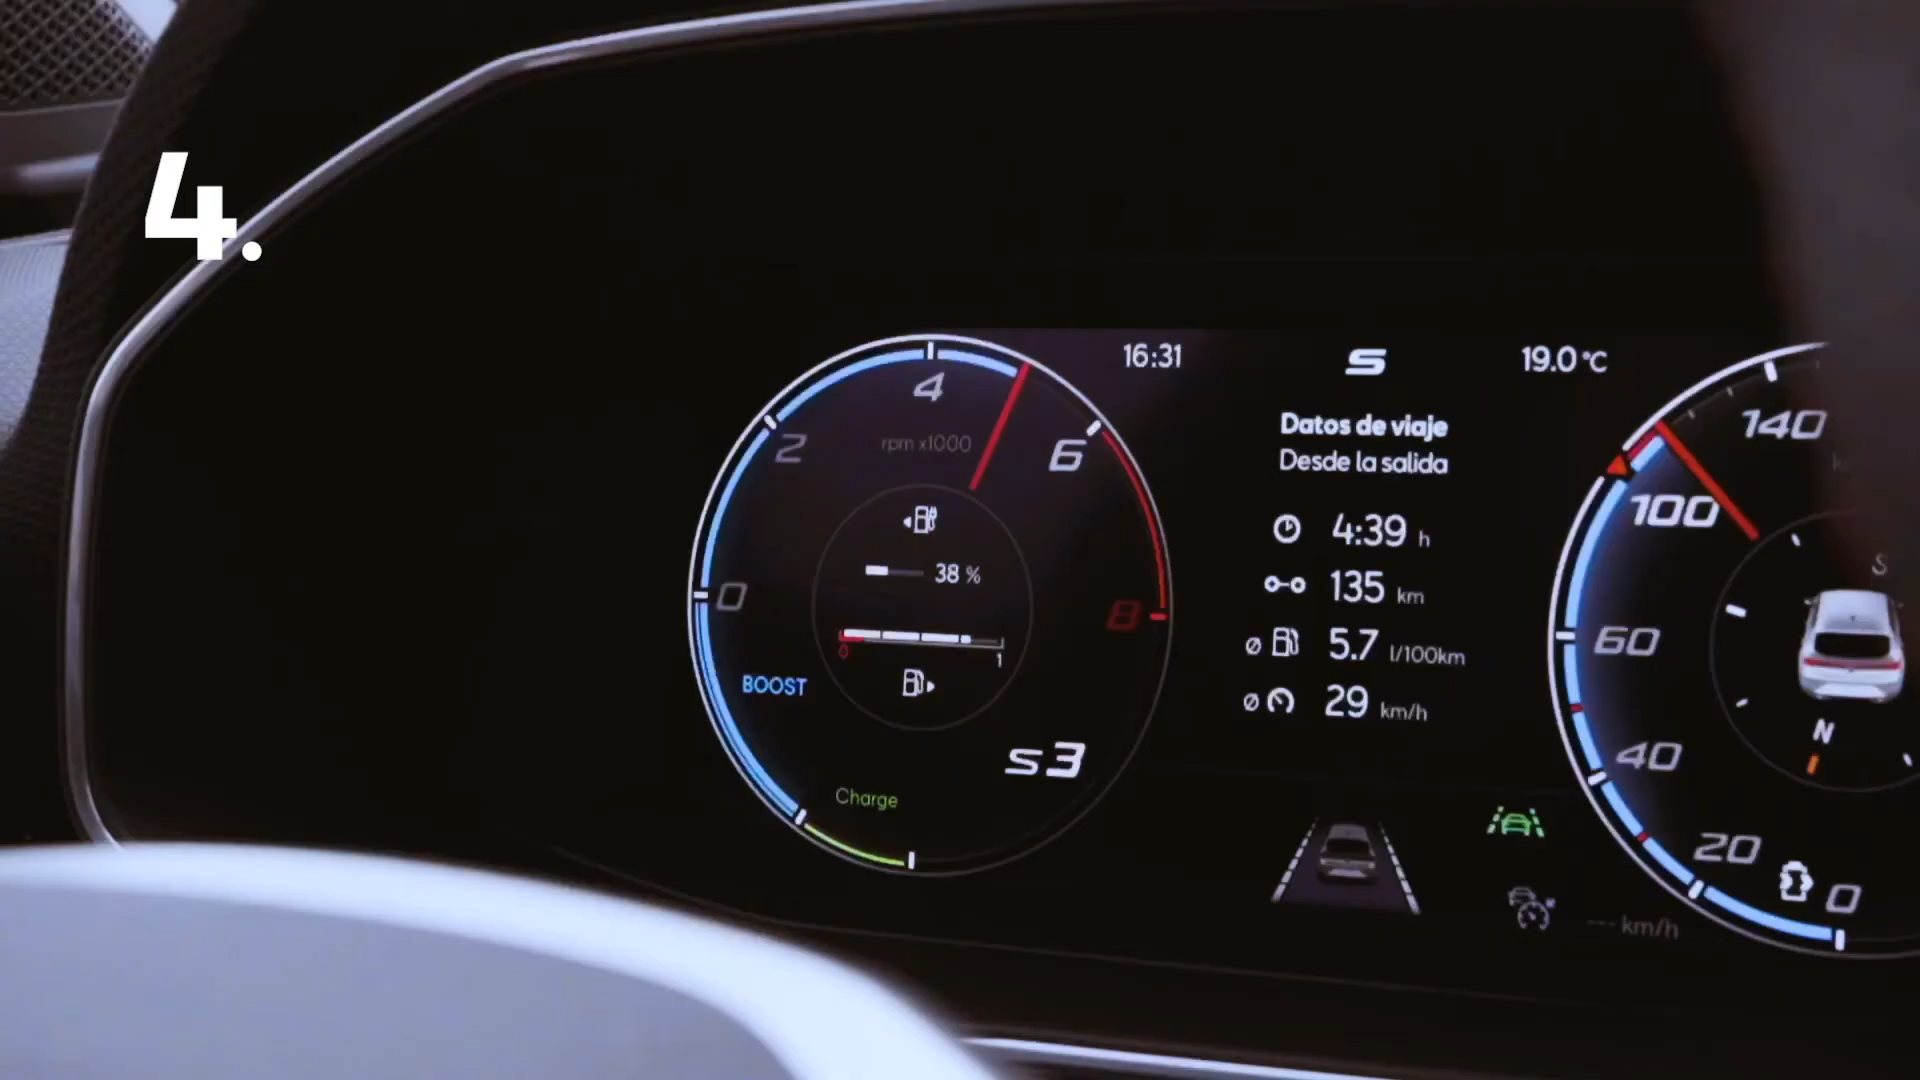 4.
16:31
S
19.0 °C
4
2
rpm x1000
6
0
8
38 %
0
1
BOOST
s3
Charge
Datos de viaje
Desde la salida
4:39 h
135 km
Ø 5.7 l/100km
Ø 29 km/h
--- km/h
140
100
60
40
20
0
S
N